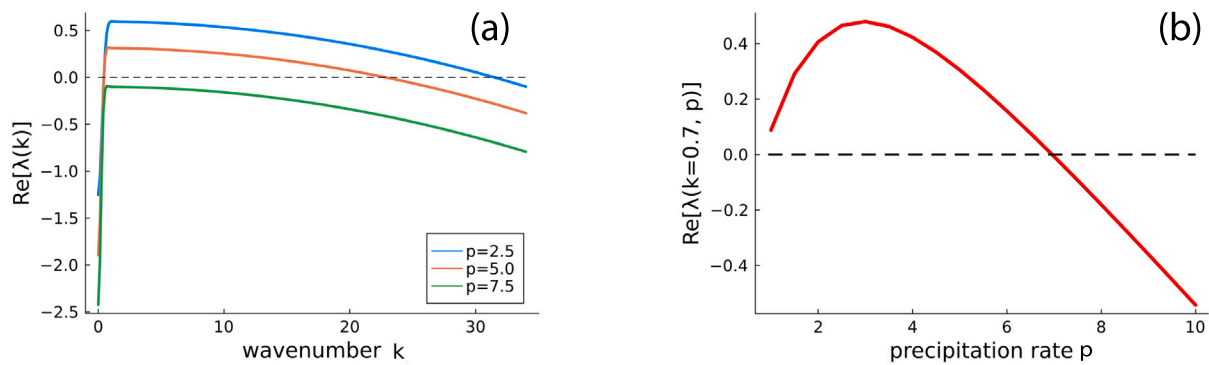 (a)
0.5
0.0
−0.5
−1.0
−1.5
−2.0
−2.5
Re[λ(k)]
0
10
20
30
wavenumber k
p=2.5
p=5.0
p=7.5
(b)
0.4
0.2
0.0
−0.2
−0.4
Re[λ(k=0.7, p)]
2
4
6
8
10
precipitation rate p